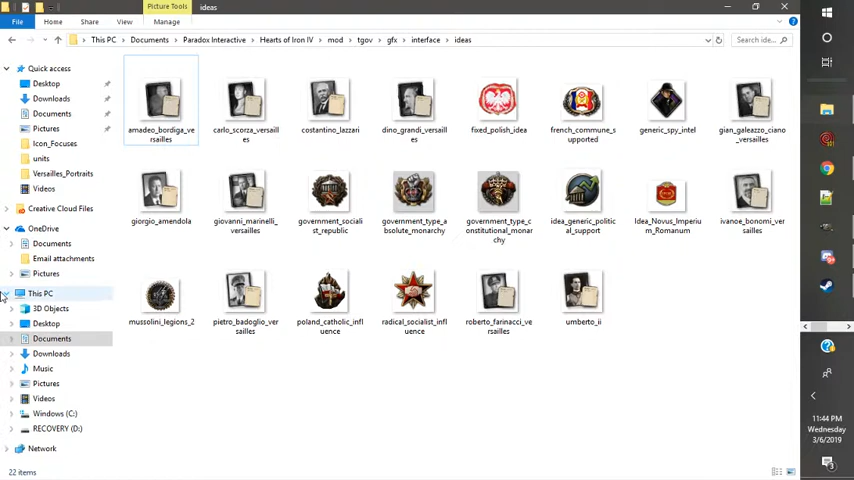 Picture Tools
ideas
File
Home
Share
View
Manage
This PC
Documents
Paradox Interactive
Hearts of Iron IV
mod
tgov
gfx
interface
ideas
Search ide...
Quick access
Desktop
Downloads
Documents
Pictures
Icon_Focuses
units
Versailles_Portraits
Videos
Creative Cloud Files
OneDrive
Documents
Email attachments
Pictures
This PC
3D Objects
Desktop
Documents
Downloads
Music
Pictures
Videos
Windows (C:)
RECOVERY (D:)
Network
amadeo_bordiga_ve
rsailles
carlo_scorza_versaill
es
costantino_lazzari
dino_grandi_versaill
es
fixed_polish_idea
french_commune_s
upported
generic_spy_intel
gian_galeazzo_ciano
_versailles
giorgio_amendola
giovanni_marinelli_
versailles
government_sociali
st_republic
government_type_a
bsolute_monarchy
government_type_c
onstitutional_monar
chy
idea_generic_politic
al_support
Idea_Novus_Imperiu
m_Romanum
ivanoe_bonomi_ver
sailles
mussolini_legions_2
pietro_badoglio_ver
sailles
poland_catholic_infl
uence
radical_socialist_infl
uence
roberto_farinacci_ve
rsailles
umberto_ii
22 items
11:44 PM
Wednesday
3/6/2019